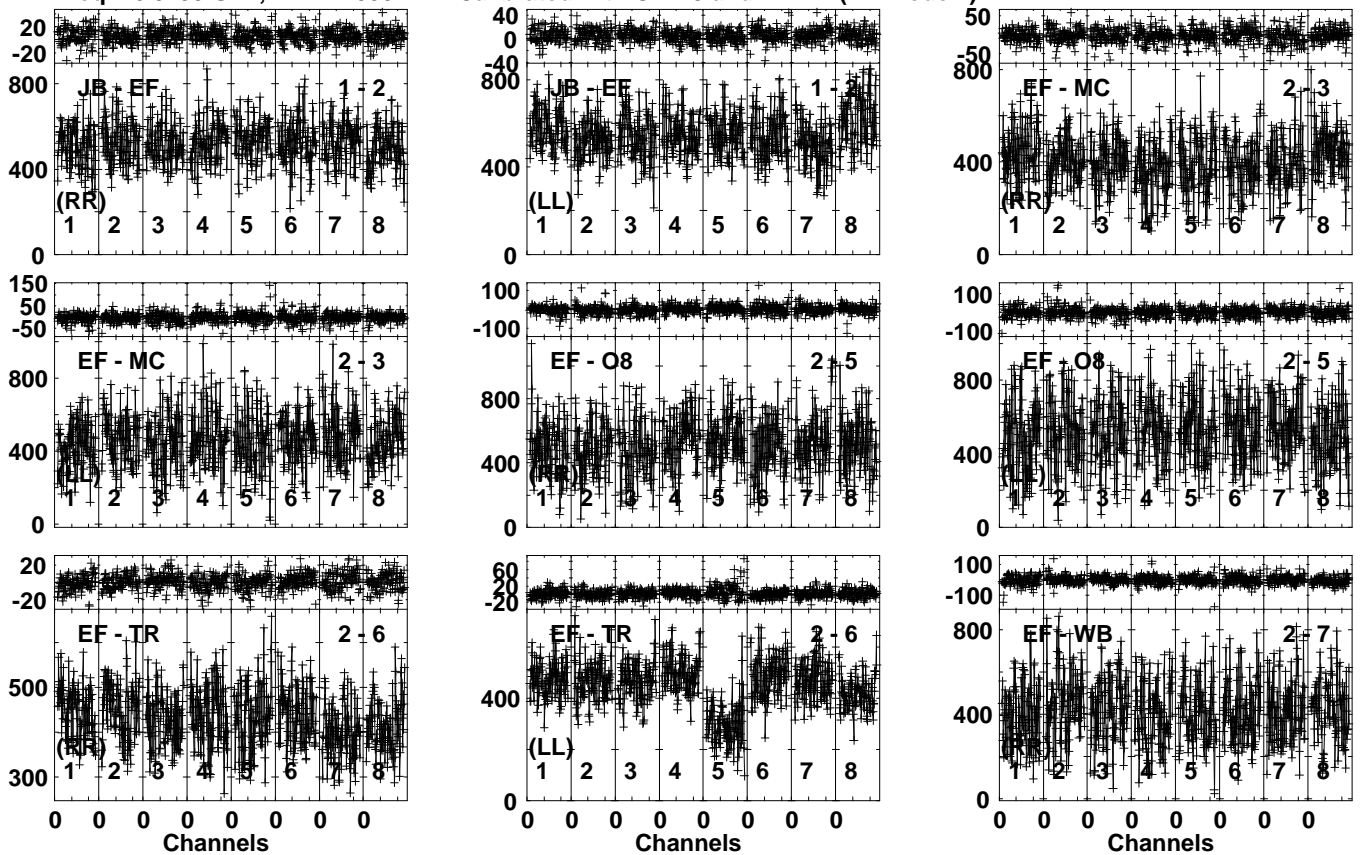 20 40 50
-20 0 -50
-40
800 800 800
JB - EF 1 - 2 JB - EF 1 - 2 EF - MC 2 - 3
400 400 400
(RR) (LL) (RR)
1 2 3 4 5 6 7 8 1 2 3 4 5 6 7 8 1 2 3 4 5 6 7 8
0 0 0
150 100 100
50
-50 -100 -100
EF - MC 2 - 3 EF - O8 2 - 5 EF - O8 2 - 5
800 800 800
400 400 400
(LL) (RR) (LL)
1 2 3 4 5 6 7 8 1 2 3 4 5 6 7 8 1 2 3 4 5 6 7 8
0 0 0
20 60 100
20
-20 -20 -100
EF - TR 2 - 6 EF - TR 2 - 6 EF - WB 2 - 7
500 400 800
400
(RR) (LL) (RR)
1 2 3 4 5 6 7 8 1 2 3 4 5 6 7 8 1 2 3 4 5 6 7 8
300 0 0
0 0 0 0 0 0 0 0 0 0 0 0 0 0 0 0 0 0 0 0 0 0 0 0
Channels Channels Channels